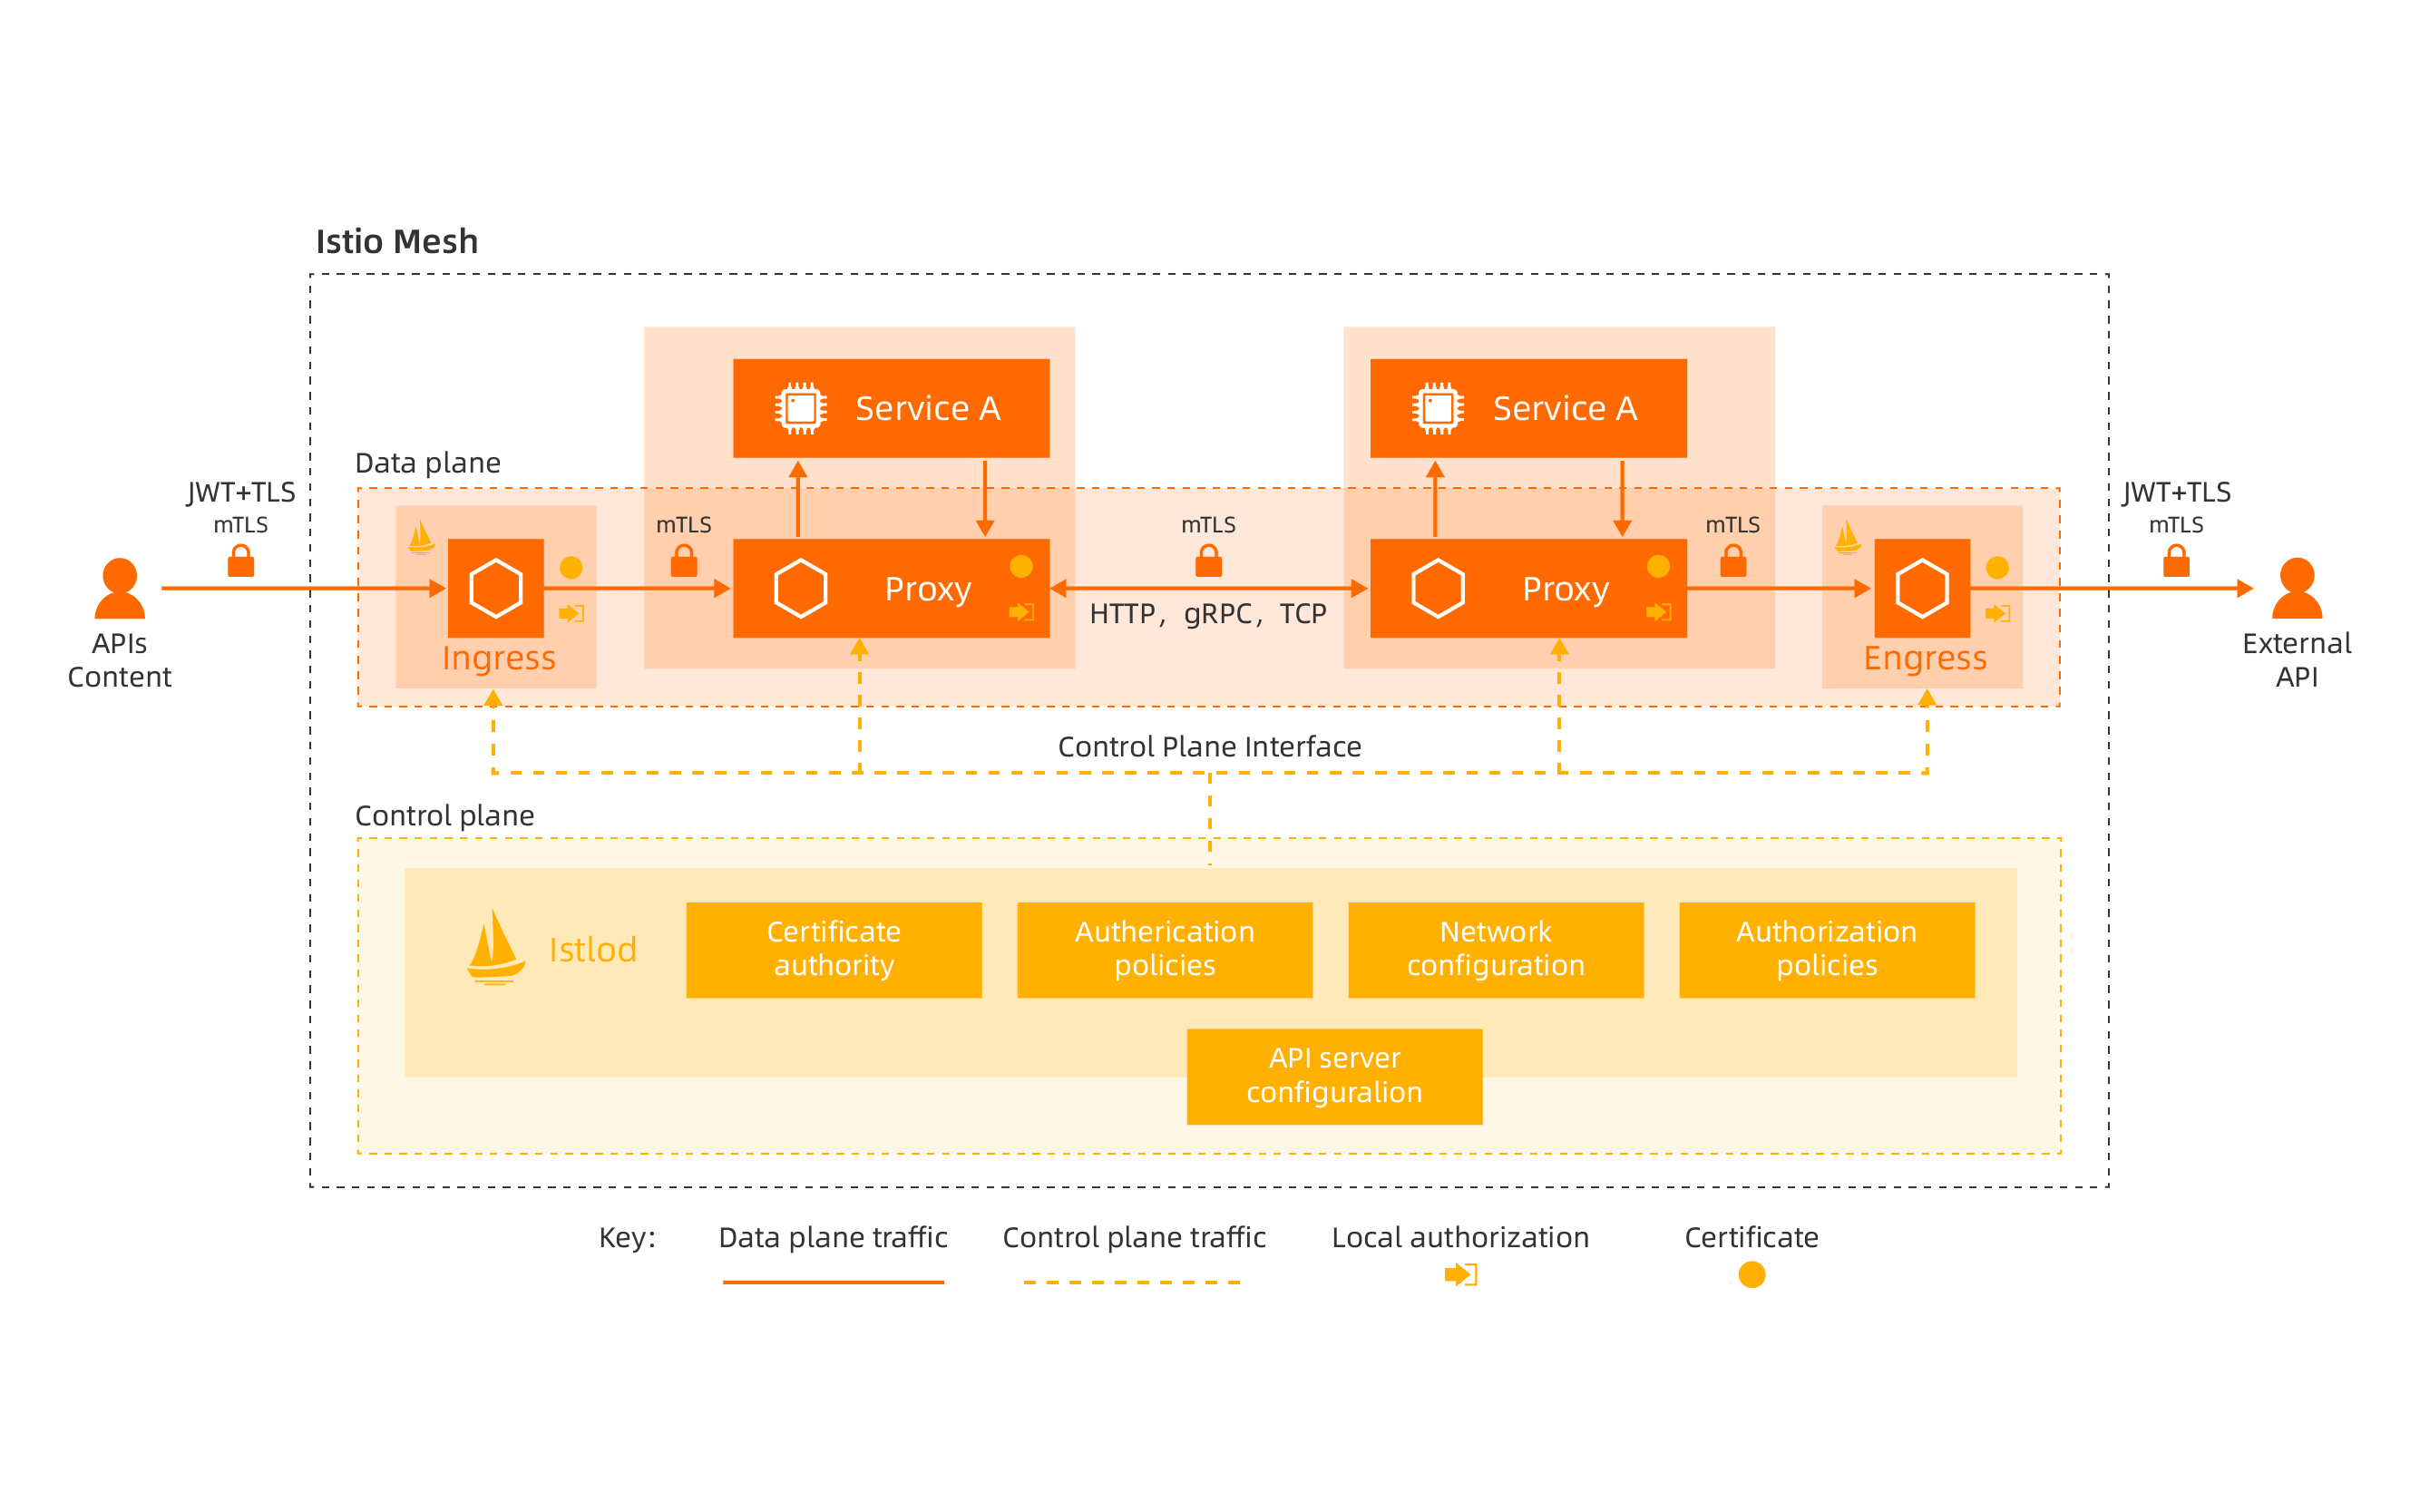 Istio Mesh
Service A
Service A
Data plane
JWT+TLS
mTLS
mTLS
mTLS
mTLS
JWT+TLS
mTLS
Proxy
Proxy
HTTP, gRPC, TCP
APIs
Content
Ingress
Engress
External
API
Control Plane Interface
Control plane
Istlod
Certificate
authority
Autherication
policies
Network
configuration
Authorization
policies
API server
configuralion
Key:
Data plane traffic
Control plane traffic
Local authorization
Certificate